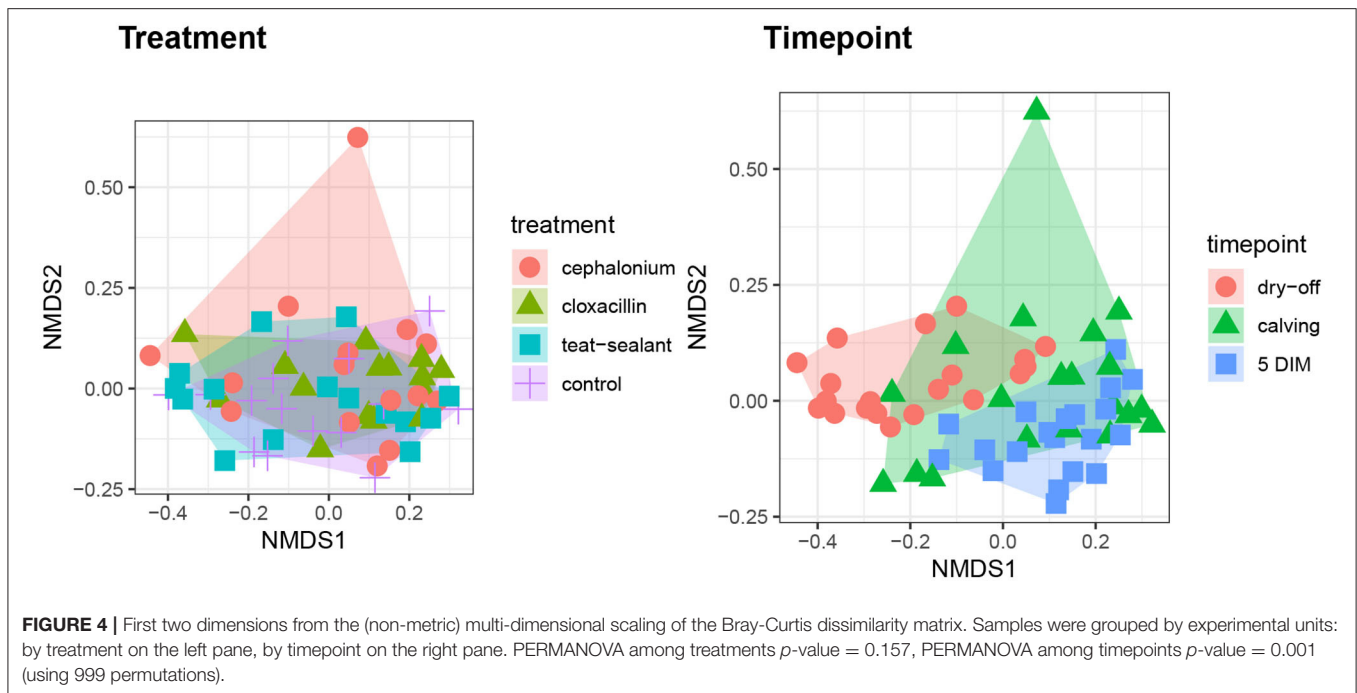 Treatment
NMDS2
0.50
0.25
0.00
−0.25
−0.4
−0.2
0.0
0.2
NMDS1
treatment
cephalonium
cloxacillin
teat-sealant
control
Timepoint
NMDS2
0.50
0.25
0.00
−0.25
−0.4
−0.2
0.0
0.2
NMDS1
timepoint
dry−off
calving
5 DIM
FIGURE 4 | First two dimensions from the (non-metric) multi-dimensional scaling of the Bray-Curtis dissimilarity matrix. Samples were grouped by experimental units:
by treatment on the left pane, by timepoint on the right pane. PERMANOVA among treatments p-value = 0.157, PERMANOVA among timepoints p-value = 0.001
(using 999 permutations).